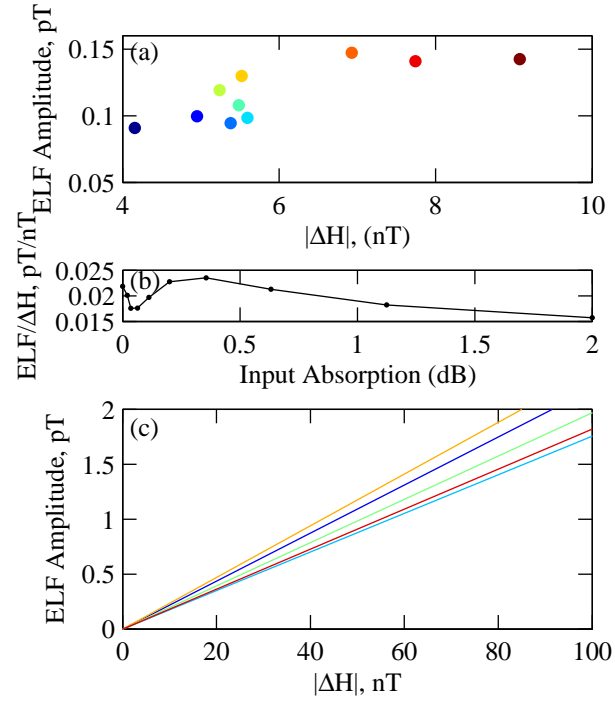 (a)
ELF Amplitude, pT
0.15
0.1
0.05
4
6
8
10
|ΔH|, (nT)
(b)
ELF/ΔH, pT/nT
0.025
0.02
0.015
0
0.5
1
1.5
2
Input Absorption (dB)
(c)
ELF Amplitude, pT
2
1.5
1
0.5
0
0
20
40
60
80
100
|ΔH|, nT